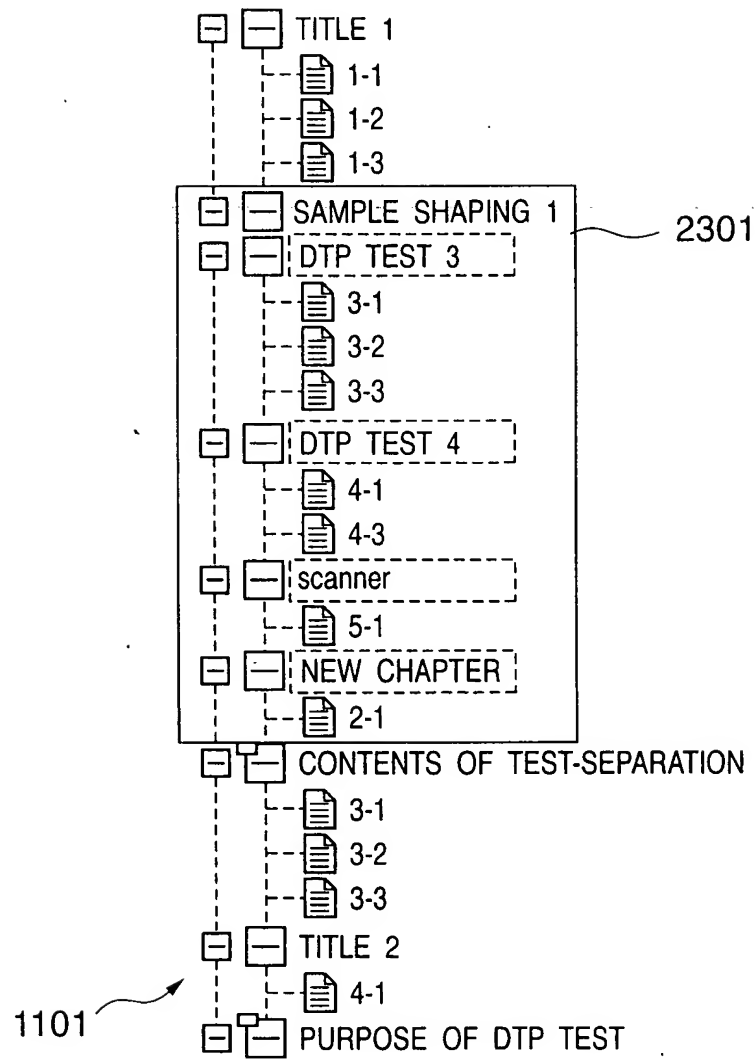 TITLE 1
1-1
1-2
1-3
SAMPLE SHAPING 1
2301
DTP TEST 3
3-1
3-2
3-3
DTP TEST 4
4-1
4-3
scanner
5-1
NEW CHAPTER
2-1
CONTENTS OF TEST-SEPARATION
3-1
3-2
3-3
TITLE 2
4-1
1101
PURPOSE OF DTP TEST